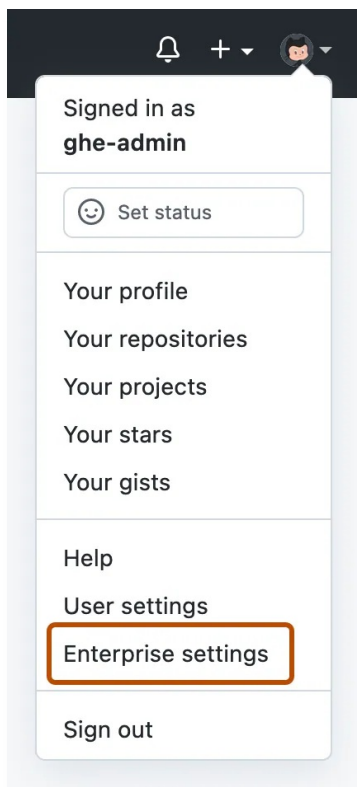 Signed in as
ghe-admin
Set status
Your profile
Your repositories
Your projects
Your stars
Your gists
Help
User settings
Enterprise settings
Sign out